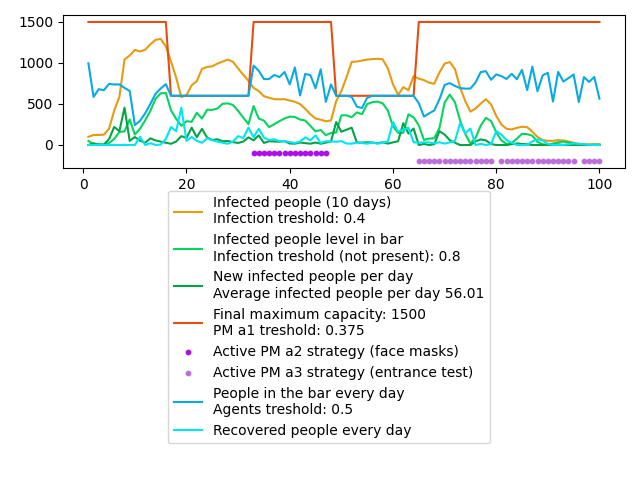 1500
1000
500
0
0 20 40 60 80 100
Infected people (10 days)
Infection treshold: 0.4
Infected people level in bar
Infection treshold (not present): 0.8
New infected people per day
Average infected people per day 56.01
Final maximum capacity: 1500
PM a1 treshold: 0.375
Active PM a2 strategy (face masks)
Active PM a3 strategy (entrance test)
People in the bar every day
Agents treshold: 0.5
Recovered people every day